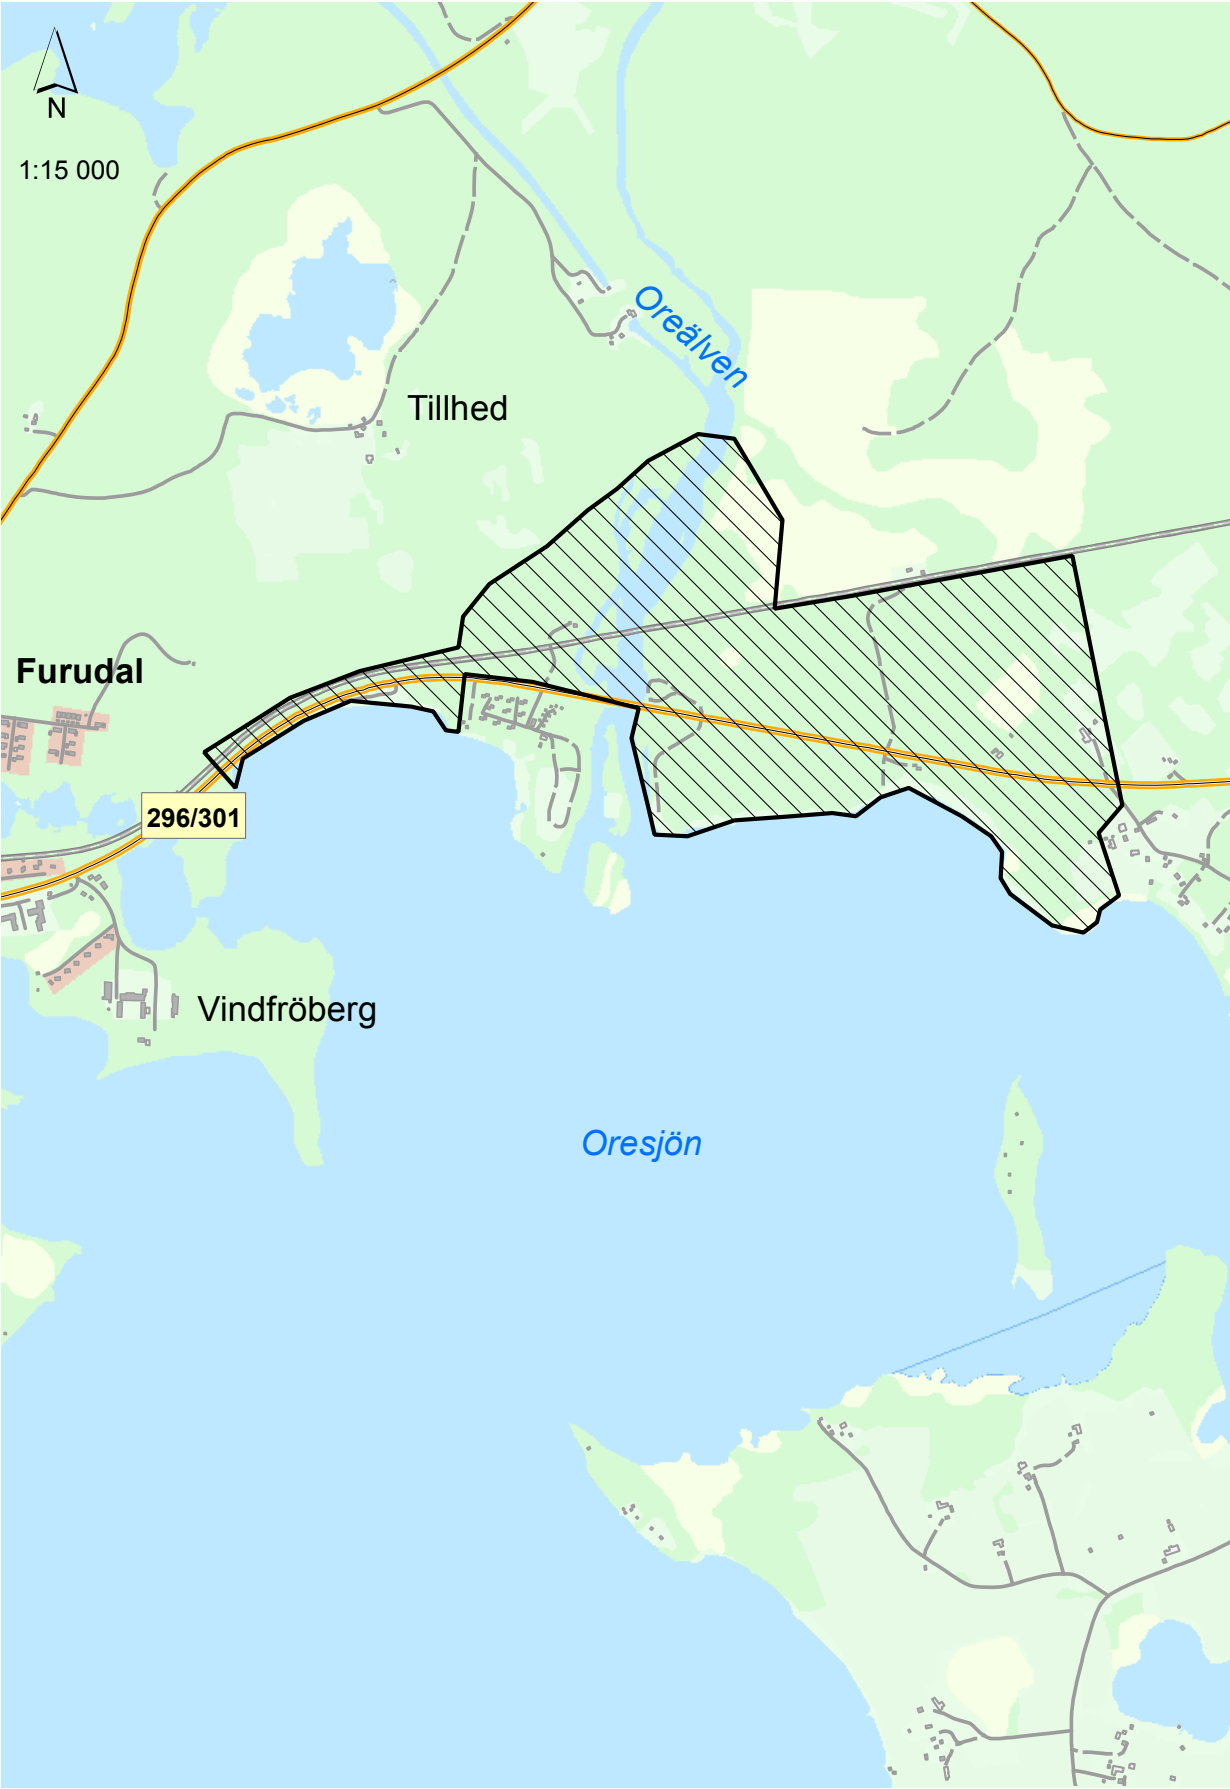 N
1:15 000
Oreälven
Tillhed
Furudal
296/301
Vindfröberg
Oresjön